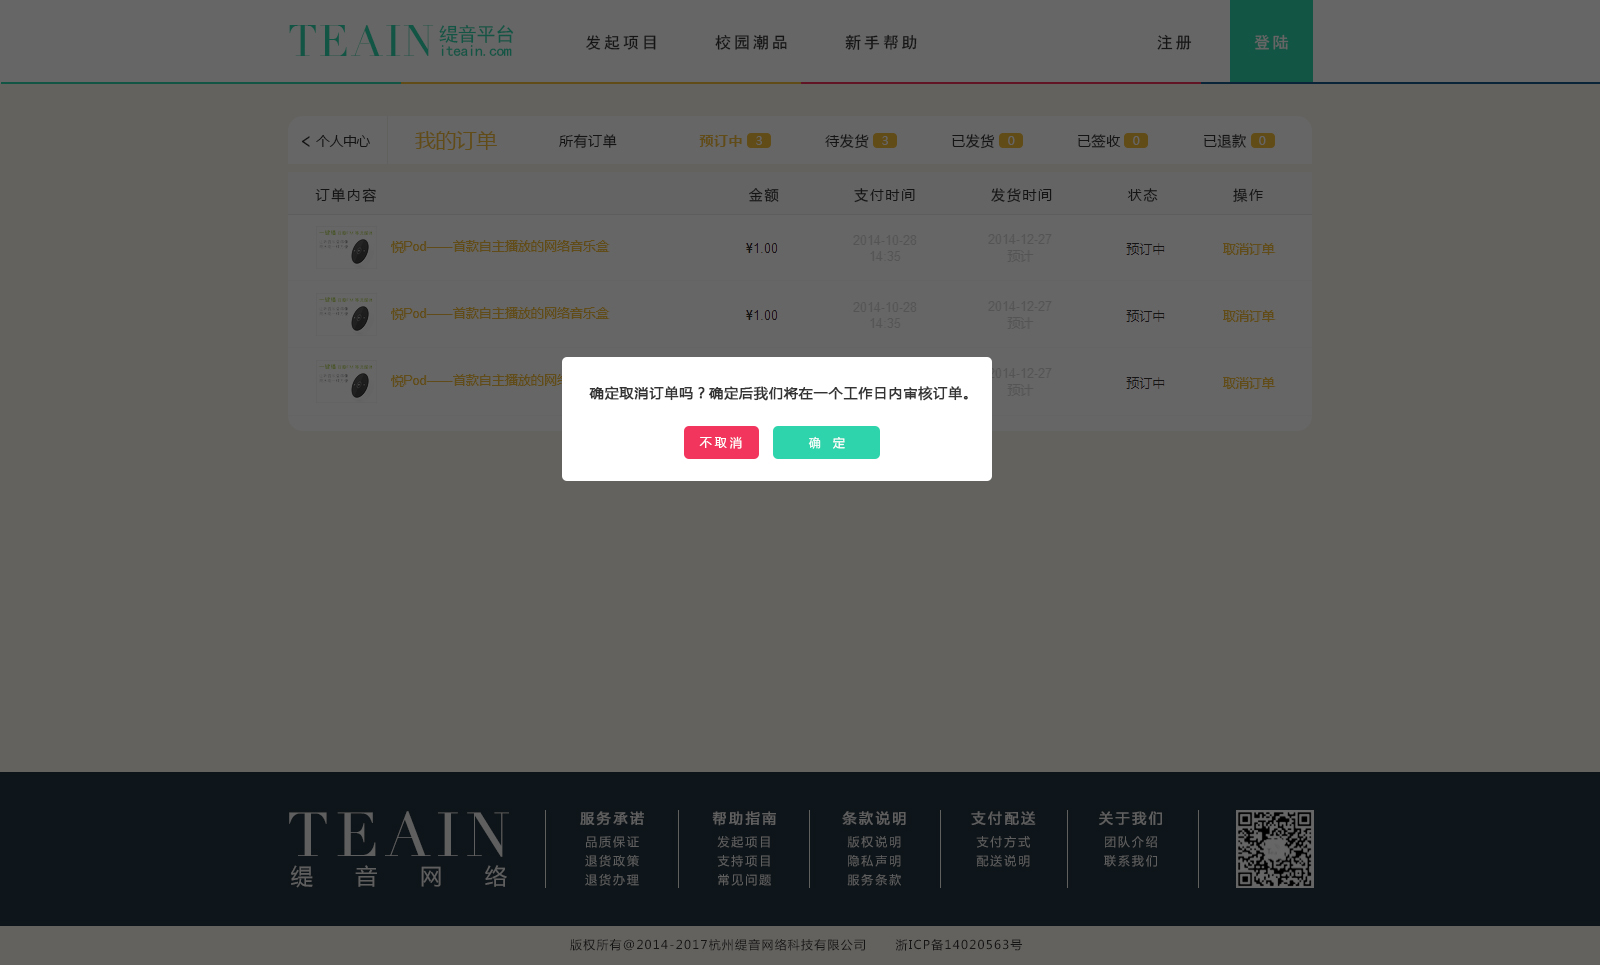 TEAIN 缇音平台
iteain.com
发起项目 校园潮品 新手帮助 注册 登陆
< 个人中心 我的订单 所有订单 预订中 3 待发货 3 已发货 0 已签收 0 已退款 0
订单内容 金额 支付时间 发货时间 状态 操作
悦Pod——首款自主播放的网络音乐盒 ¥1.00 2014-10-28 14:35 2014-12-27 预计 预订中 取消订单
悦Pod——首款自主播放的网络音乐盒 ¥1.00 2014-10-28 14:35 2014-12-27 预计 预订中 取消订单
悦Pod——首款自主播放的网络 2014-12-27 预计 预订中 取消订单
确定取消订单吗？确定后我们将在一个工作日内审核订单。
不取消 确 定
TEAIN
缇音网络
服务承诺
品质保证
退货政策
退货办理
帮助指南
发起项目
支持项目
常见问题
条款说明
版权说明
隐私声明
服务条款
支付配送
支付方式
配送说明
关于我们
团队介绍
联系我们
版权所有@2014-2017杭州缇音网络科技有限公司 浙ICP备14020563号